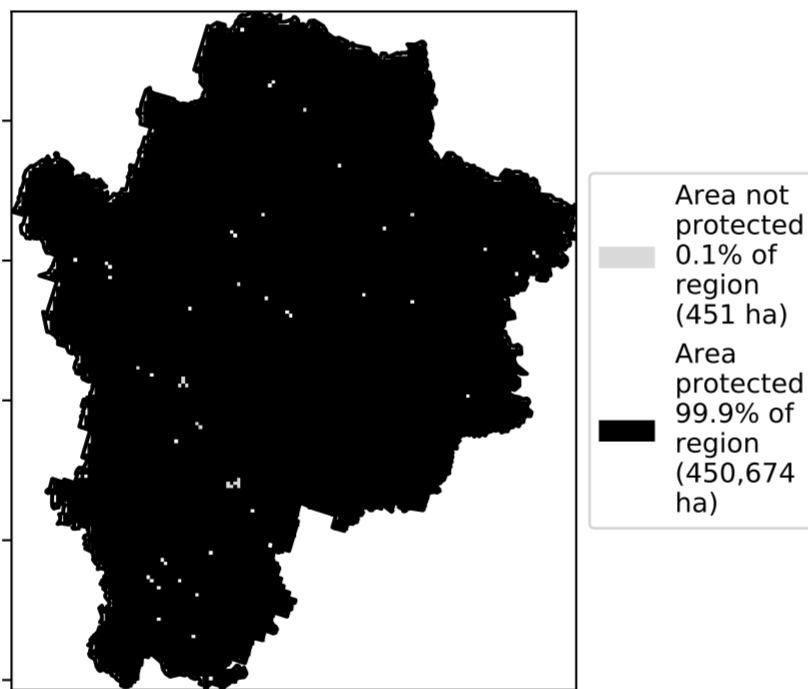 Area not
protected
0.1% of
region
(451 ha)
Area
protected
99.9% of
region
(450,674
ha)